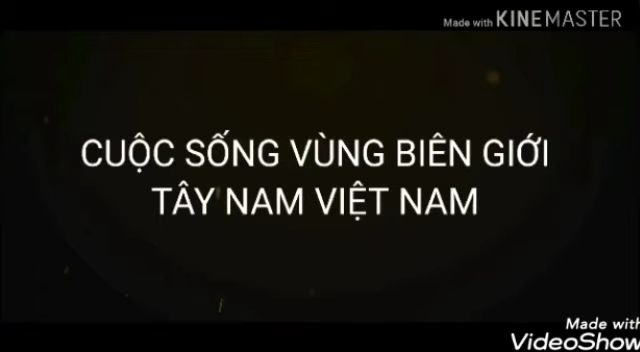 Made with KINEMASTER
CUỘC SỐNG VÙNG BIÊN GIỚI
TÂY NAM VIỆT NAM
Made with
VideoShow